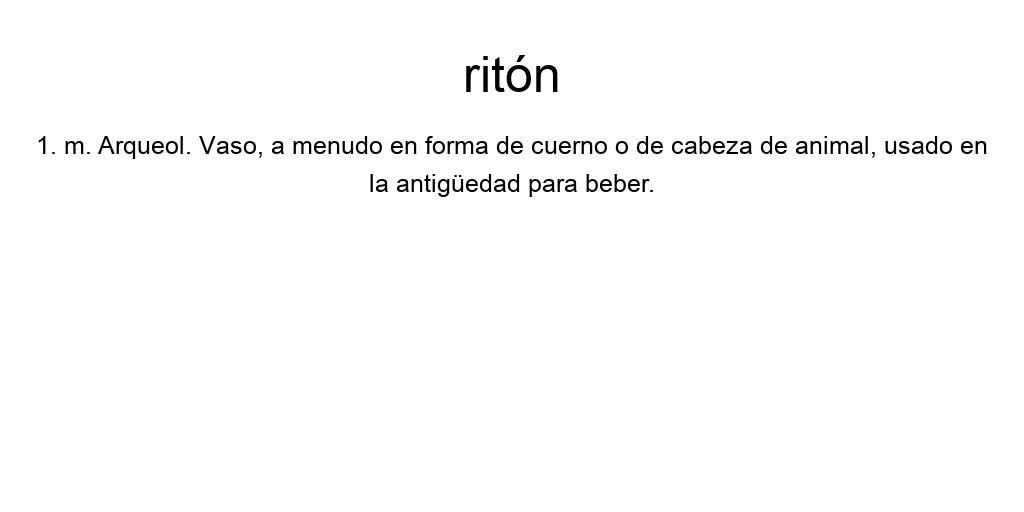 ritón
1. m. Arqueol. Vaso, a menudo en forma de cuerno o de cabeza de animal, usado en
la antigüedad para beber.